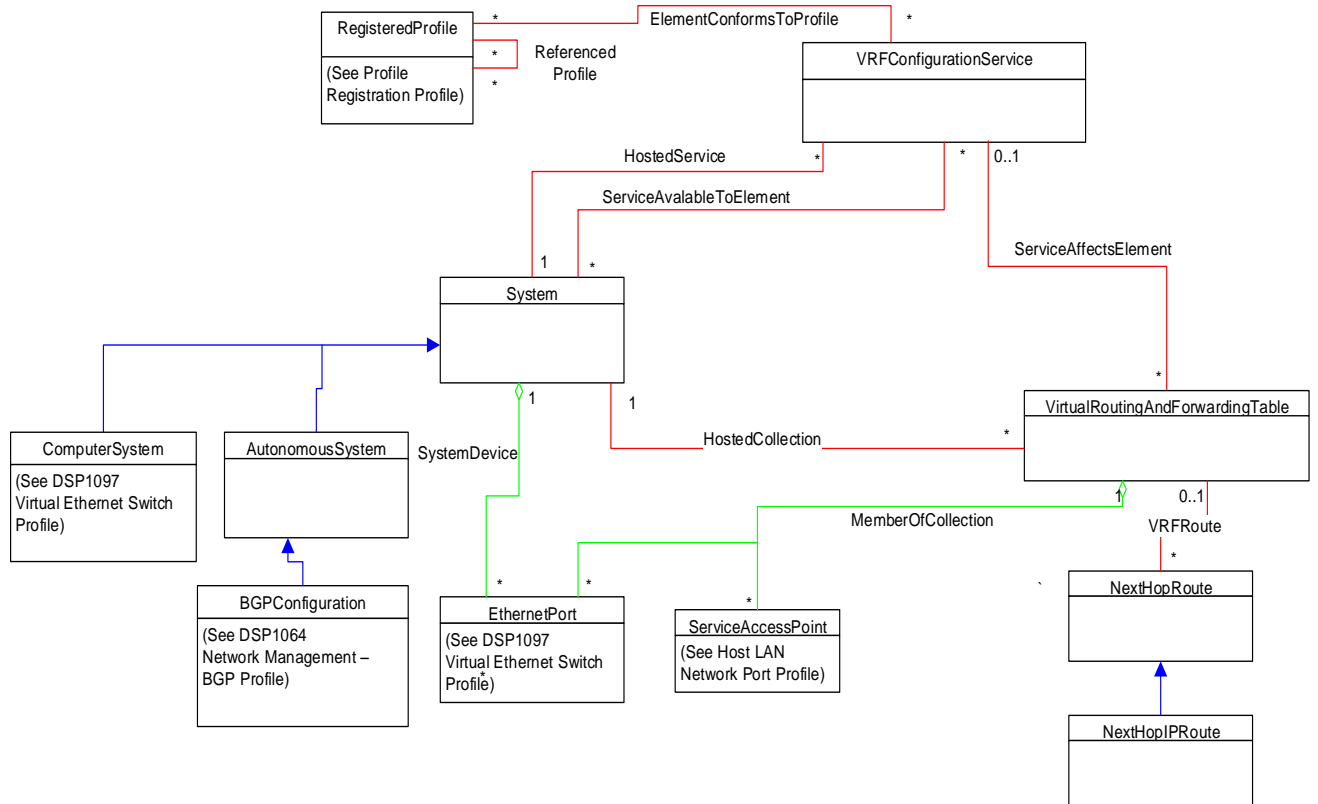 *
ElementConformsToProfile
*
RegisteredProfile
*
Referenced
Profile
*
(See Profile
Registration Profile)
VRFConfigurationService
HostedService
*
*
0..1
ServiceAvalableToElement
ServiceAffectsElement
1
*
System
*
1
1
VirtualRoutingAndForwardingTable
ComputerSystem
(See DSP1097
Virtual Ethernet Switch
Profile)
AutonomousSystem
SystemDevice
HostedCollection
*
1
0..1
MemberOfCollection
VRFRoute
*
BGPConfiguration
(See DSP1064
Network Management –
BGP Profile)
*
*
*
EthernetPort
(See DSP1097
Virtual Ethernet Switch
Profile)
*
ServiceAccessPoint
(See Host LAN
Network Port Profile)
`
NextHopRoute
NextHopIPRoute